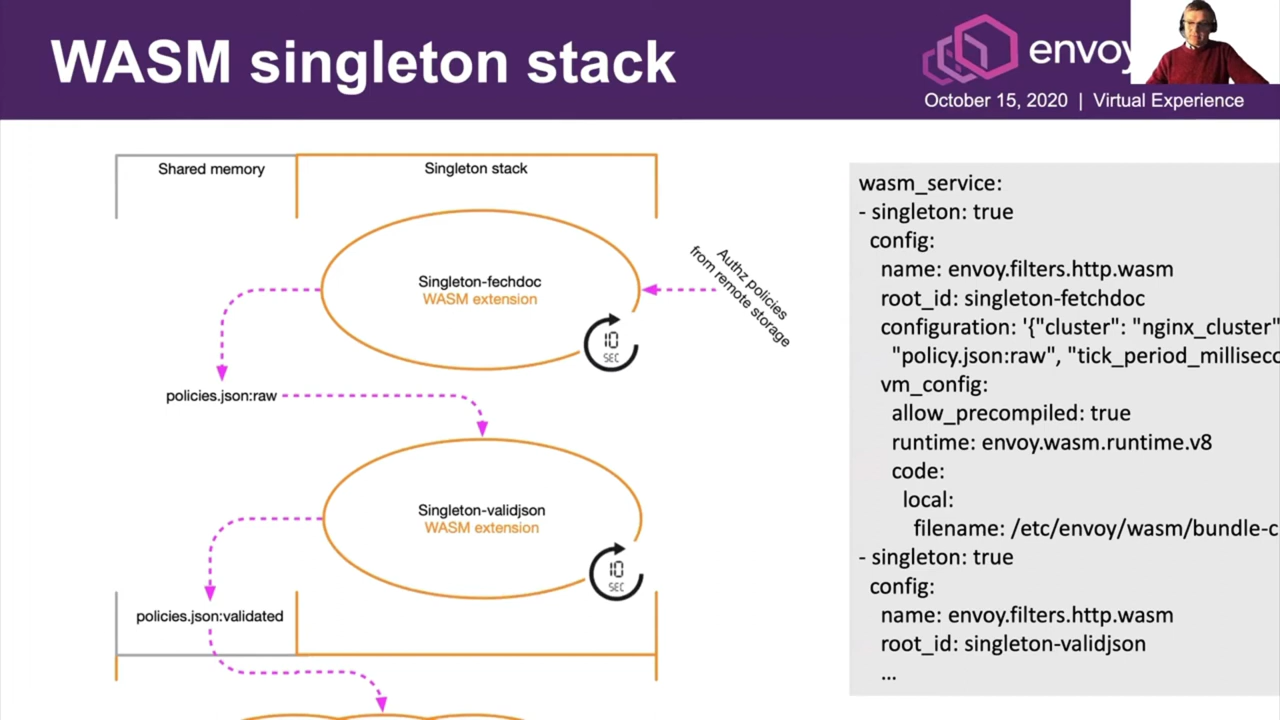 WASM singleton stack
envoy
October 15, 2020 | Virtual Experience
Shared memory
Singleton stack
Singleton-fechdoc
WASM extension
10
SEC
Authz policies
from remote storage
policies.json:raw
Singleton-validjson
WASM extension
10
SEC
policies.json:validated
wasm_service:
- singleton: true
config:
name: envoy.filters.http.wasm
root_id: singleton-fetchdoc
configuration: '{"cluster": "nginx_cluster"
"policy.json:raw", "tick_period_millisec
vm_config:
allow_precompiled: true
runtime: envoy.wasm.runtime.v8
code:
local:
filename: /etc/envoy/wasm/bundle-c
- singleton: true
config:
name: envoy.filters.http.wasm
root_id: singleton-validjson
...